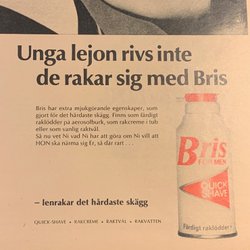 Unga lejon rivs inte
de rakar sig med Bris
Bris har extra mjukgörande egenskaper, som
gjort för det hårdaste skägg. Finns som färdigt
raklödder på aerosolburk, som rakcreme i tub
eller som vanlig raktvål.
Så nu vet Ni vad Ni har att göra om Ni vill att
HON ska närma sig Er, så där rart . . .
– lenrakar det hårdaste skägg
QUICK-SHAVE • RAKCREME • RAKTVÅL • RAKVATTEN
Bris
FOR MEN
QUICK
SHAVE
Färdigt raklödder